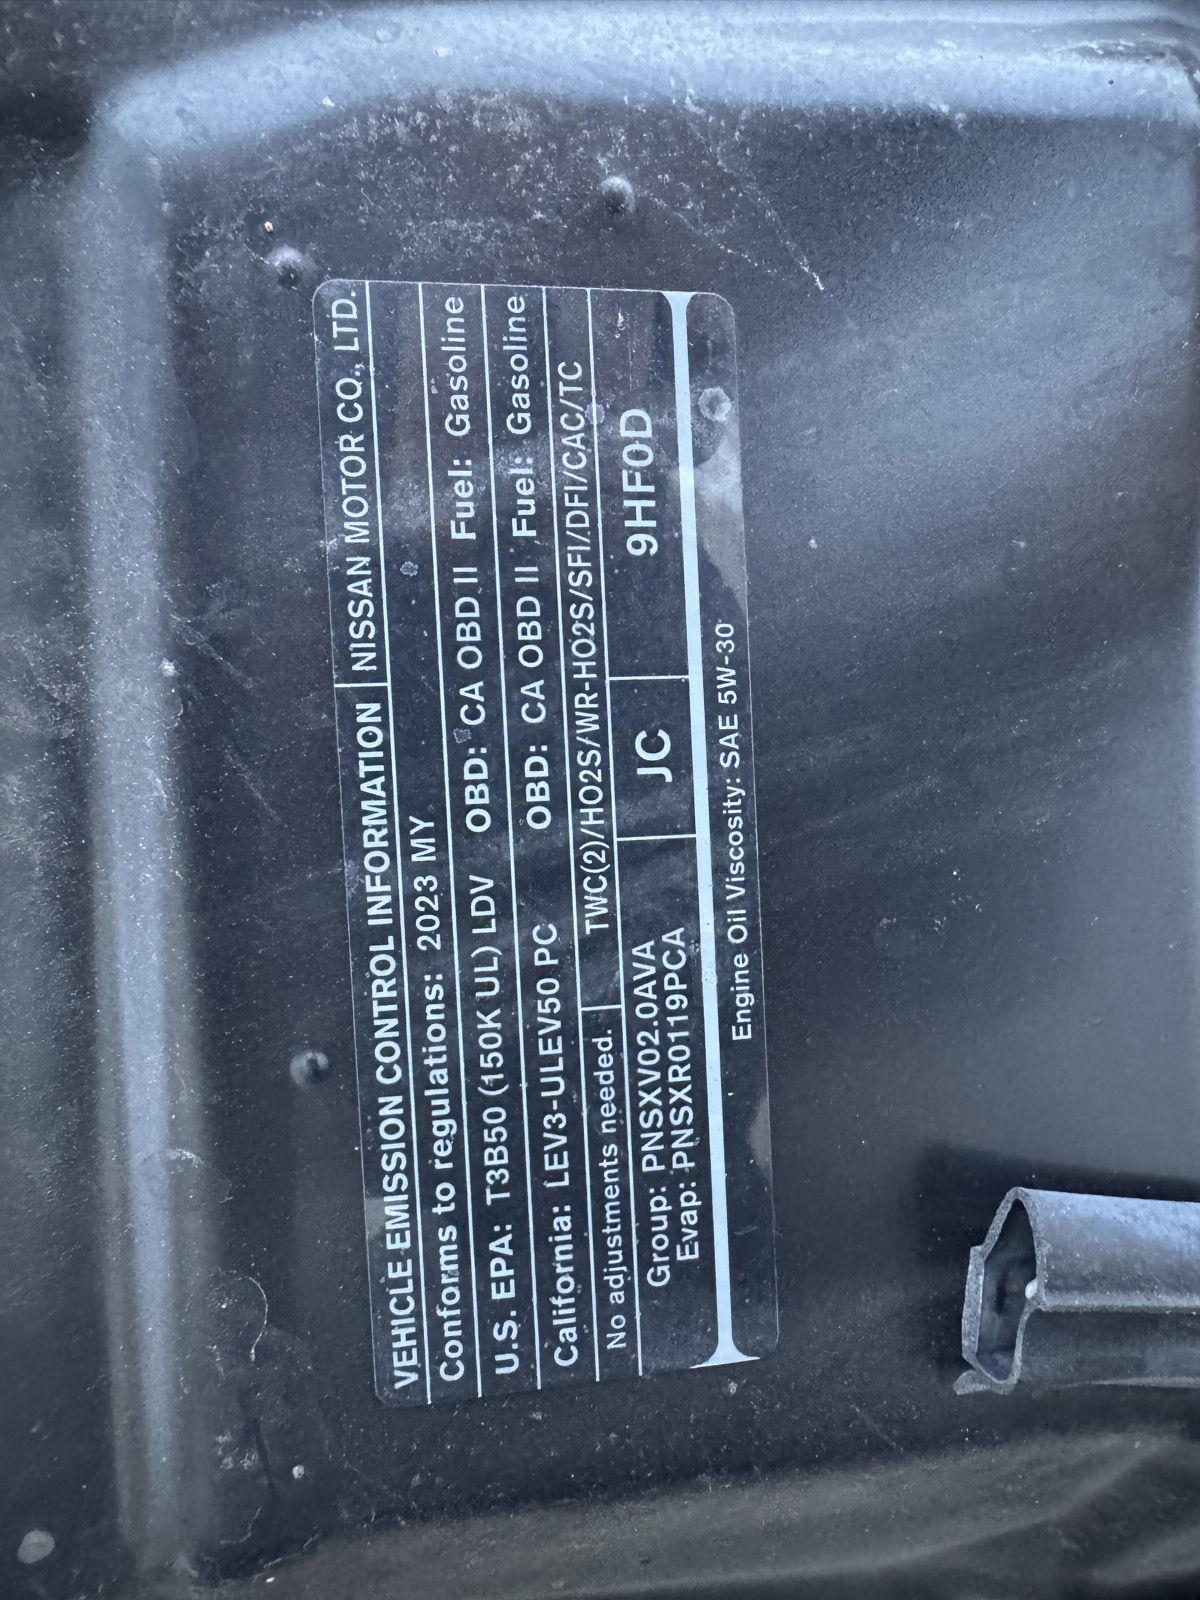 VEHICLE EMISSION CONTROL INFORMATION NISSAN MOTOR CO., LTD.
Conforms to regulations: 2023 MY
U.S. EPA: T3B50 (150K UL) LDV OBD: CA OBD II Fuel: Gasoline
California: LEV3-ULEV50 PC OBD: CA OBD II Fuel: Gasoline
No adjustments needed. TWC(2)/HO2S/WR-HO2S/SFI/DFI/CAC/TC
Group: PNSXV02.0AVA JC 9HF0D
Evap: PNSXR0119PCA
Engine Oil Viscosity: SAE 5W-30